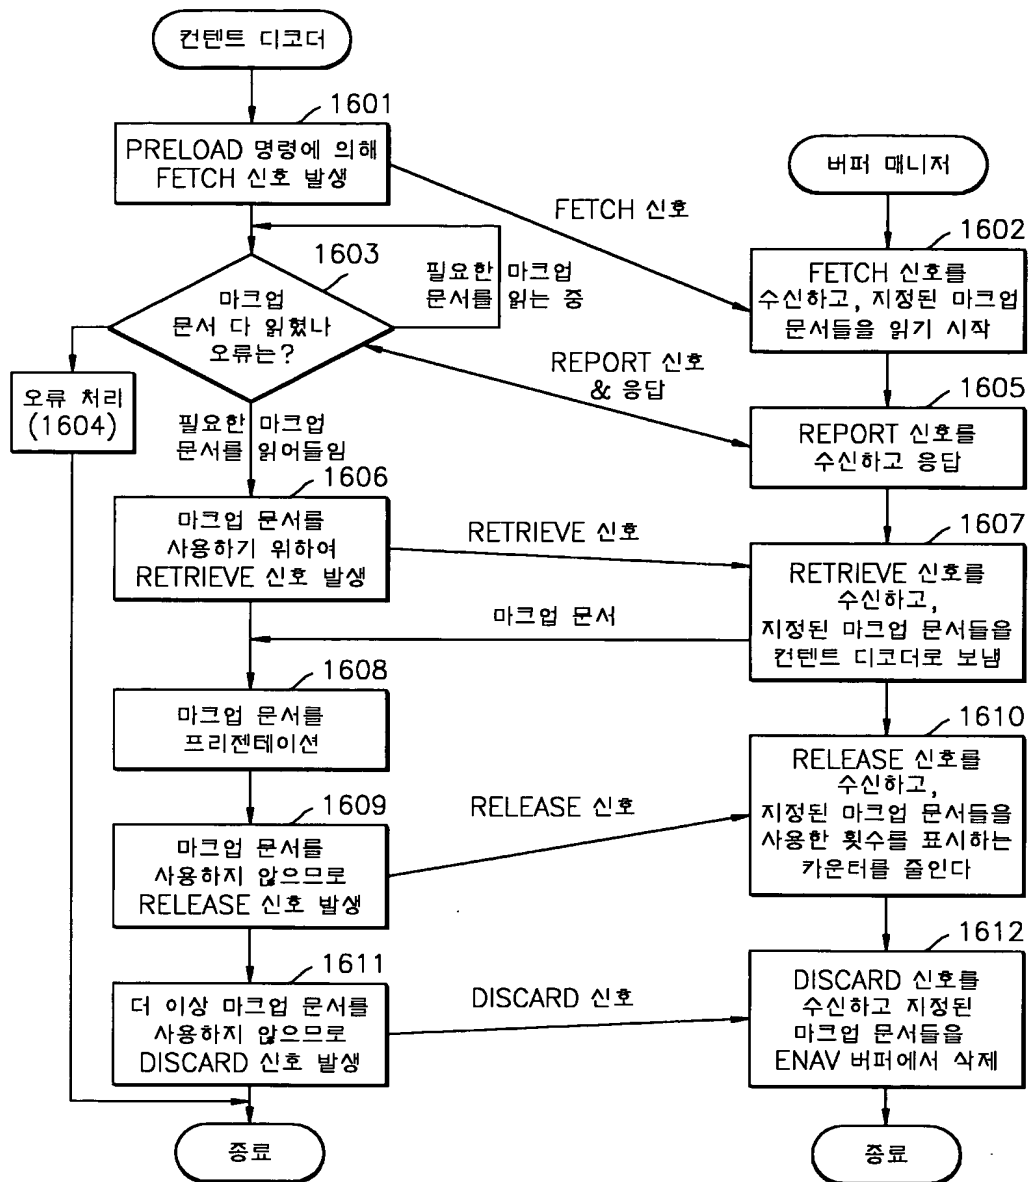 컨텐트 디코더
1601
PRELOAD 명령에 의해
FETCH 신호 발생
버퍼 매니저
FETCH 신호
1602
FETCH 신호를
수신하고, 지정된 마크업
문서들을 읽기 시작
1603
필요한 마크업
문서를 읽는 중
마크업
문서 다 읽혔나
오류는?
REPORT 신호
& 응답
오류 처리
(1604)
1605
REPORT 신호를
수신하고 응답
필요한 마크업
문서를 읽어들임
1606
마크업 문서를
사용하기 위하여
RETRIEVE 신호 발생
RETRIEVE 신호
1607
RETRIEVE 신호를
수신하고,
지정된 마크업 문서들을
컨텐트 디코더로 보냄
마크업 문서
1608
마크업 문서를
프리젠테이션
1610
RELEASE 신호를
수신하고,
지정된 마크업 문서들을
사용한 횟수를 표시하는
카운터를 줄인다
1609
마크업 문서를
사용하지 않으므로
RELEASE 신호 발생
RELEASE 신호
1611
더 이상 마크업 문서를
사용하지 않으므로
DISCARD 신호 발생
DISCARD 신호
1612
DISCARD 신호를
수신하고 지정된
마크업 문서들을
ENAV 버퍼에서 삭제
종료
종료